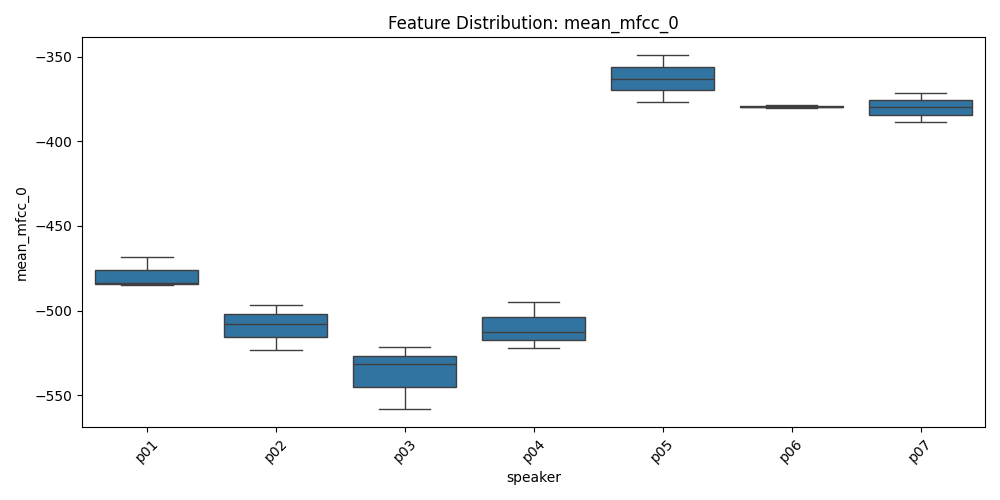 Feature Distribution: mean_mfcc_0
mean_mfcc_0
−350
−400
−450
−500
−550
p01
p02
p03
p04
p05
p06
p07
speaker